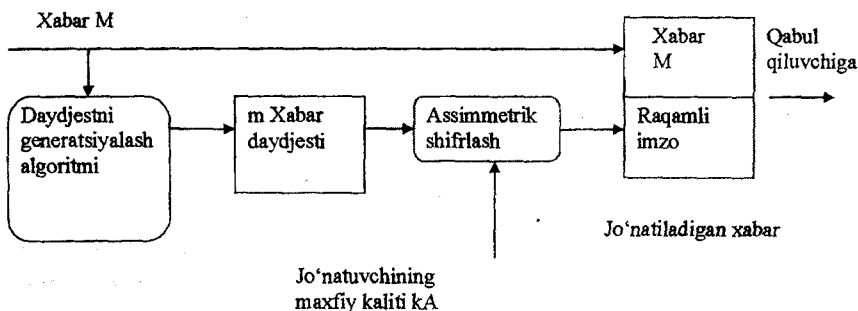 Xabar M
Xabar
M
Qabul
qiluvchiga
Daydjestni
generatsiyalash
algoritmi
m Xabar
daydjesti
Assimmetrik
shifrlash
Raqamli
imzo
Jo‘natiladigan xabar
Jo‘natuvchining
maxfiy kaliti kA